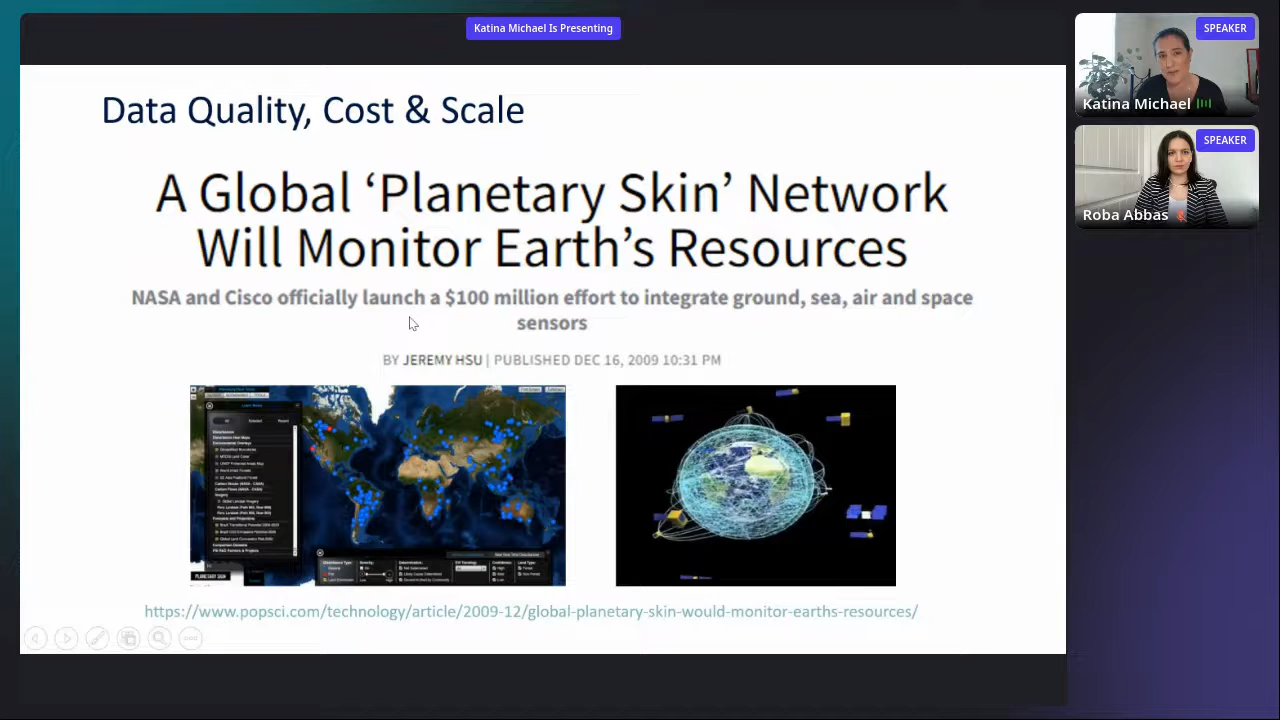 Katina Michael Is Presenting
SPEAKER
Katina Michael
SPEAKER
Roba Abbas
Data Quality, Cost & Scale
A Global ‘Planetary Skin’ Network
Will Monitor Earth’s Resources
NASA and Cisco officially launch a $100 million effort to integrate ground, sea, air and space
sensors
BY JEREMY HSU | PUBLISHED DEC 16, 2009 10:31 PM
PLANETARY SKIN
https://www.popsci.com/technology/article/2009-12/global-planetary-skin-would-monitor-earths-resources/